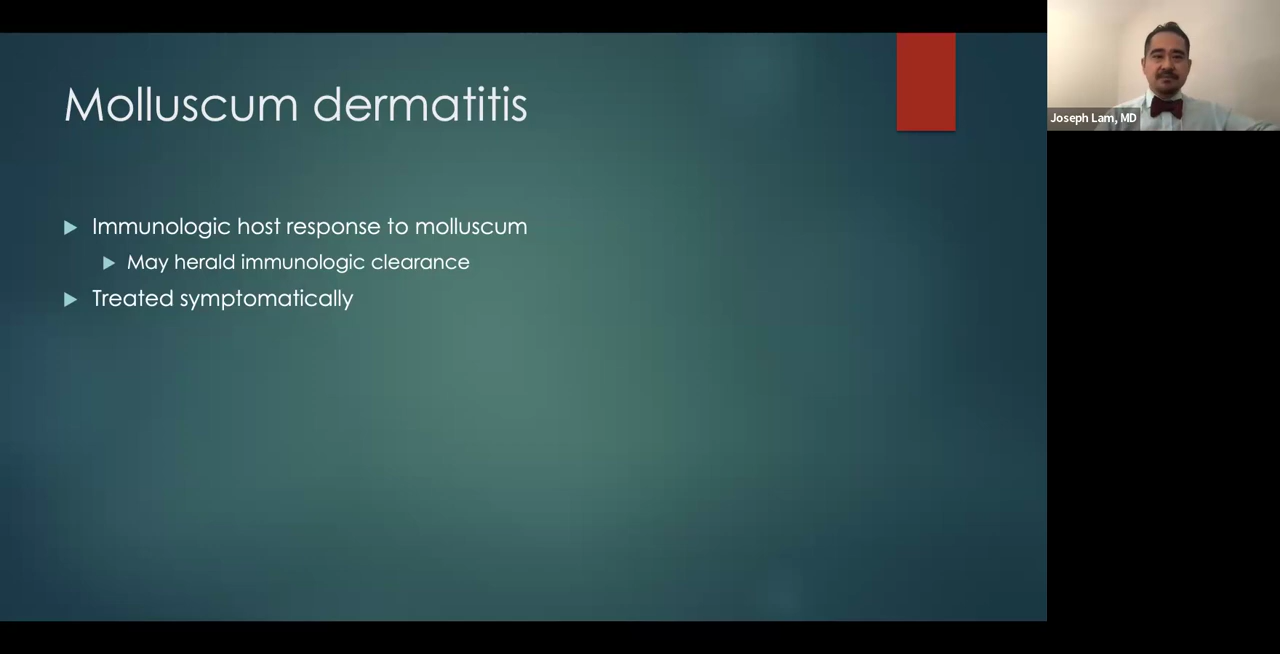 Molluscum dermatitis
Immunologic host response to molluscum
May herald immunologic clearance
Treated symptomatically
Joseph Lam, MD